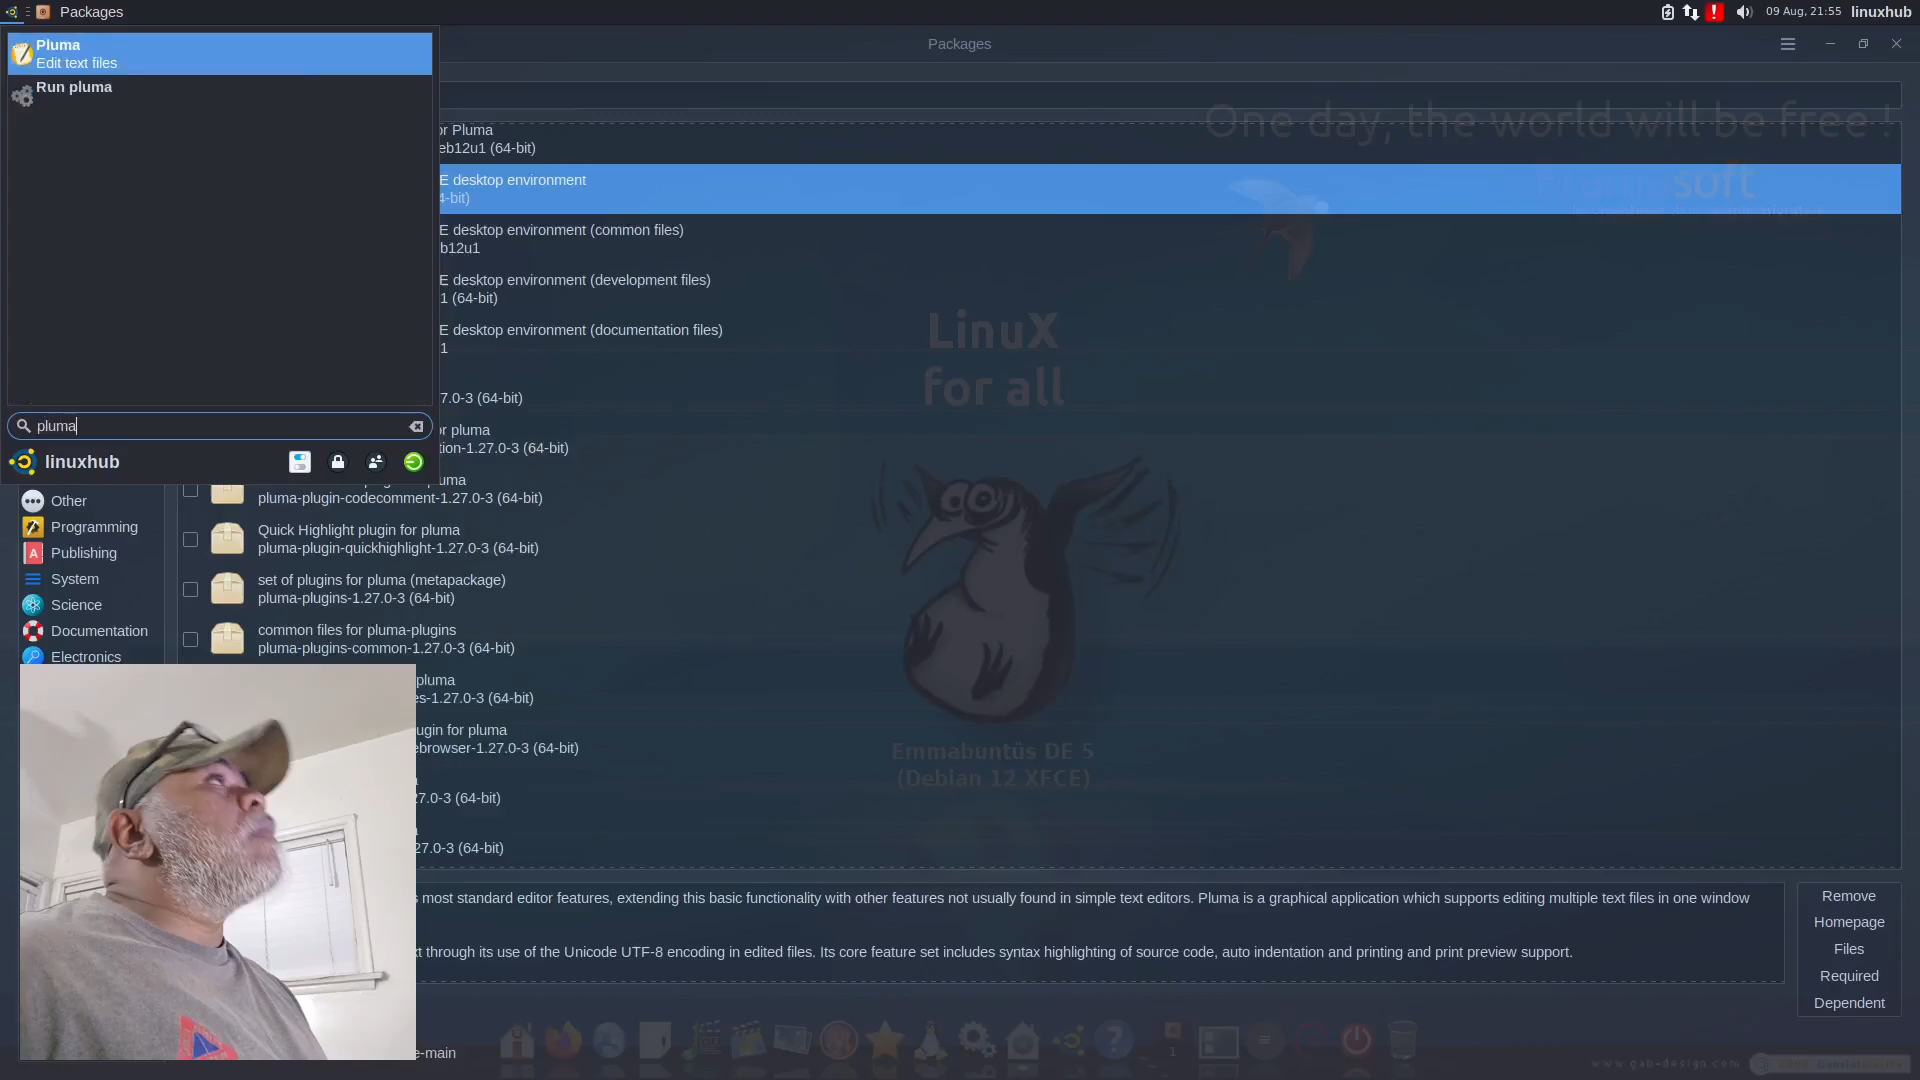 Packages
09 Aug, 21:55 linuxhub
Pluma
Edit text files
Run pluma
pluma
linuxhub
Packages
One day, the world will be free !
soft
or Pluma
eb12u1 (64-bit)
E desktop environment
4-bit)
E desktop environment (common files)
b12u1
E desktop environment (development files)
1 (64-bit)
E desktop environment (documentation files)
1
7.0-3 (64-bit)
or pluma
tion-1.27.0-3 (64-bit)
uma
pluma-plugin-codecomment-1.27.0-3 (64-bit)
Quick Highlight plugin for pluma
pluma-plugin-quickhighlight-1.27.0-3 (64-bit)
set of plugins for pluma (metapackage)
pluma-plugins-1.27.0-3 (64-bit)
common files for pluma-plugins
pluma-plugins-common-1.27.0-3 (64-bit)
pluma
es-1.27.0-3 (64-bit)
ugin for pluma
ebrowser-1.27.0-3 (64-bit)
27.0-3 (64-bit)
.27.0-3 (64-bit)
Other
Programming
Publishing
System
Science
Documentation
Electronics
LinuX
for all
Emmabuntüs DE 5
(Debian 12 XFCE)
s most standard editor features, extending this basic functionality with other features not usually found in simple text editors. Pluma is a graphical application which supports editing multiple text files in one window
xt through its use of the Unicode UTF-8 encoding in edited files. Its core feature set includes syntax highlighting of source code, auto indentation and printing and print preview support.
Remove
Homepage
Files
Required
Dependent
e-main
1
www.gab-design.com